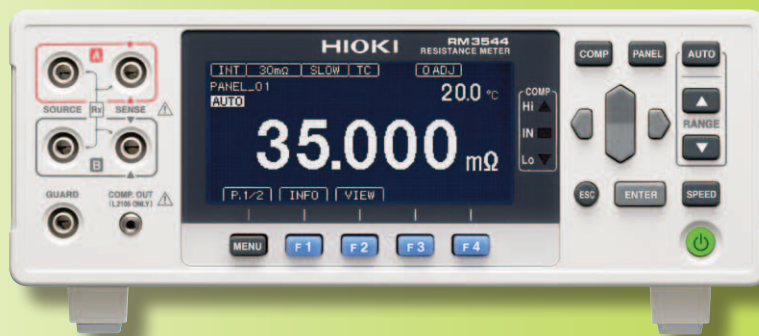 HIOKI
RM3544
RESISTANCE METER
INT 30mΩ SLOW TC 0 ADJ
PANEL_01
AUTO
20.0 °C
35.000 mΩ
P.1/2 INFO VIEW
COMP
Hi
IN
Lo
A
SOURCE Rx SENSE
B
GUARD
COMP. OUT
(L2105 ONLY)
MENU F1 F2 F3 F4
COMP PANEL AUTO
RANGE
ESC ENTER SPEED